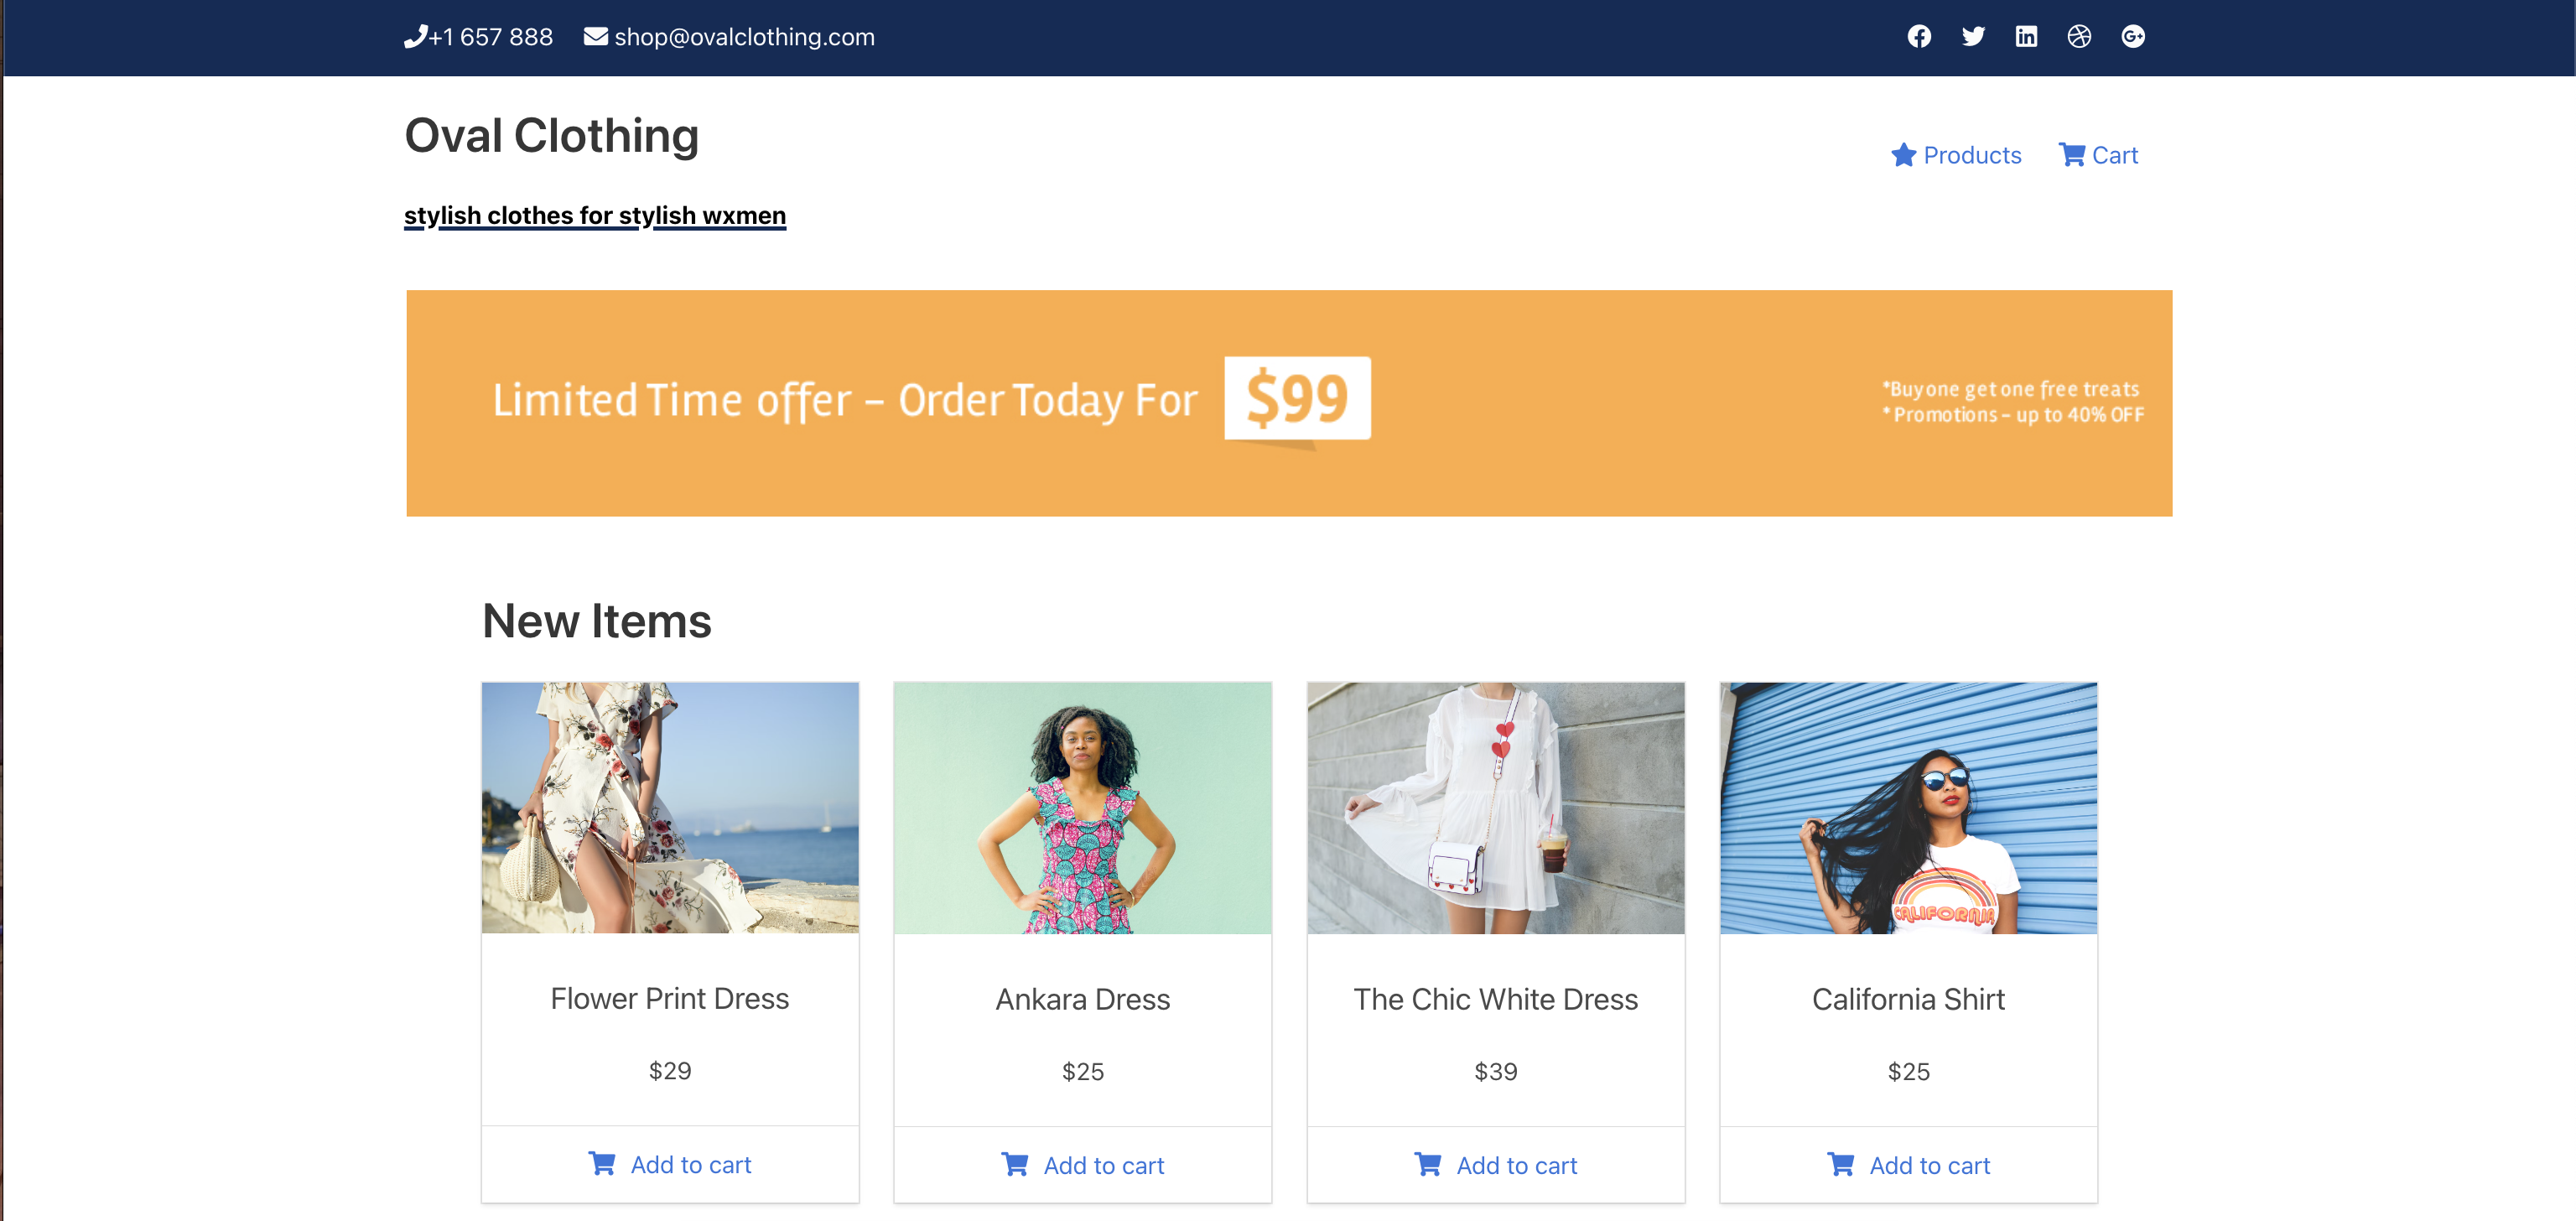 +1 657 888 shop@ovalclothing.com
Oval Clothing
Products Cart
stylish clothes for stylish wxmen
Limited Time offer – Order Today For $99
*Buy one get one free treats
* Promotions – up to 40% OFF
New Items
CALIFORNIA
Flower Print Dress Ankara Dress The Chic White Dress California Shirt
$29 $25 $39 $25
Add to cart Add to cart Add to cart Add to cart